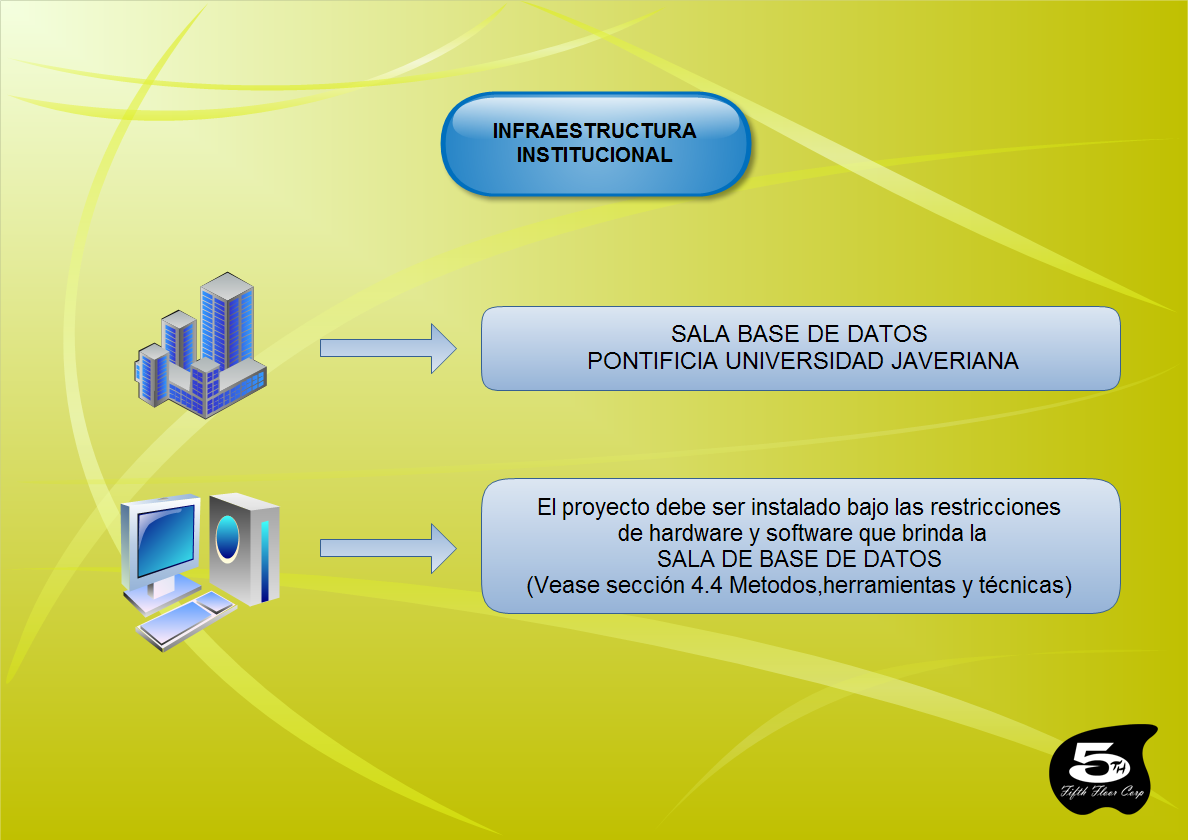 INFRAESTRUCTURA
INSTITUCIONAL
SALA BASE DE DATOS
PONTIFICIA UNIVERSIDAD JAVERIANA
El proyecto debe ser instalado bajo las restricciones
de hardware y software que brinda la
SALA DE BASE DE DATOS
(Vease sección 4.4 Metodos,herramientas y técnicas)
5TH
Fifth Floor Corp